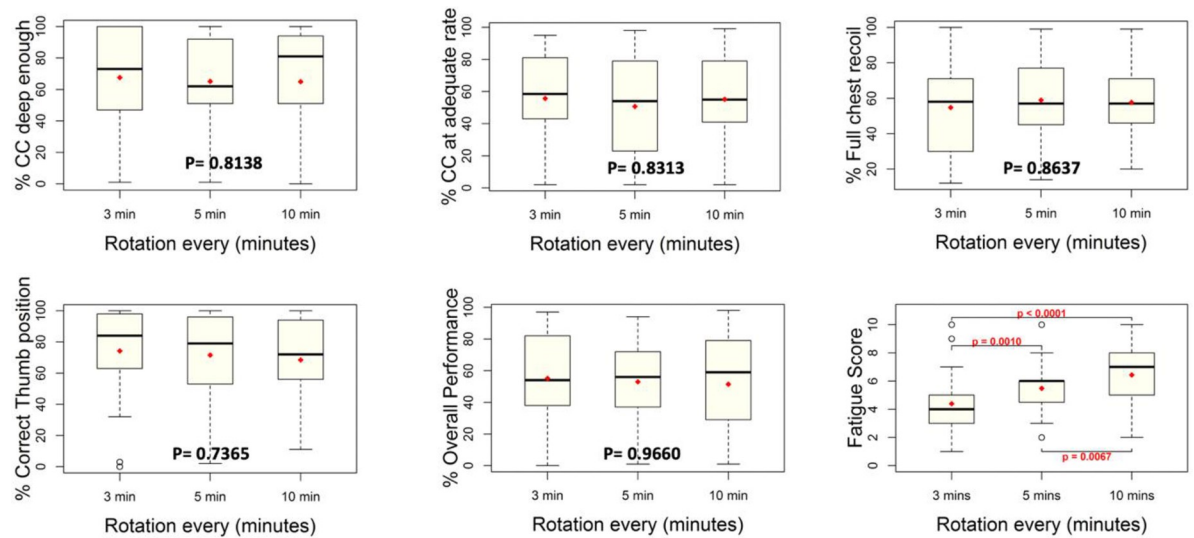 % CC deep enough
0 20 40 60 80 100
P= 0.8138
3 min 5 min 10 min
Rotation every (minutes)
% CC at adequate rate
0 20 40 60 80 100
P= 0.8313
3 min 5 min 10 min
Rotation every (minutes)
% Full chest recoil
20 40 60 80 100
P= 0.8637
3 min 5 min 10 min
Rotation every (minutes)
% Correct Thumb position
0 20 40 60 80 100
P= 0.7365
3 min 5 min 10 min
Rotation every (minutes)
% Overall Performance
0 20 40 60 80 100
P= 0.9660
3 min 5 min 10 min
Rotation every (minutes)
Fatigue Score
0 2 4 6 8 10
p < 0.0001
p = 0.0010
p = 0.0067
3 mins 5 mins 10 mins
Rotation every (minutes)